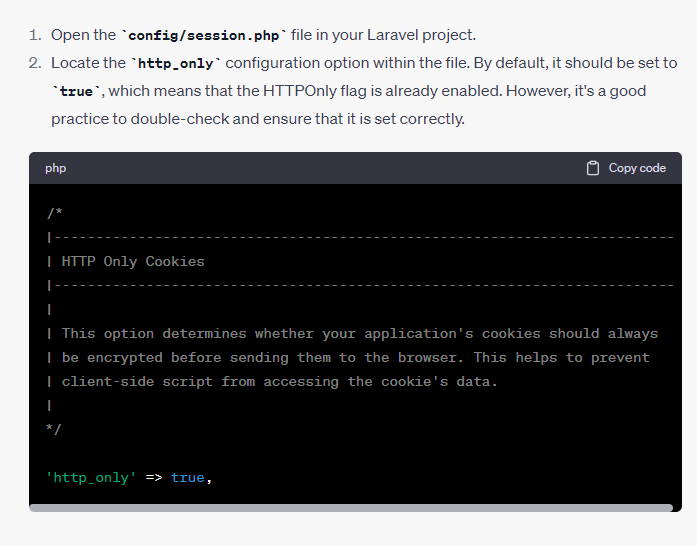 1. Open the `config/session.php` file in your Laravel project.
2. Locate the `http_only` configuration option within the file. By default, it should be set to
`true`, which means that the HTTPOnly flag is already enabled. However, it's a good
practice to double-check and ensure that it is set correctly.
php Copy code
/*
|--------------------------------------------------------------------------
| HTTP Only Cookies
|--------------------------------------------------------------------------
|
| This option determines whether your application's cookies should always
| be encrypted before sending them to the browser. This helps to prevent
| client-side script from accessing the cookie's data.
|
*/
'http_only' => true,